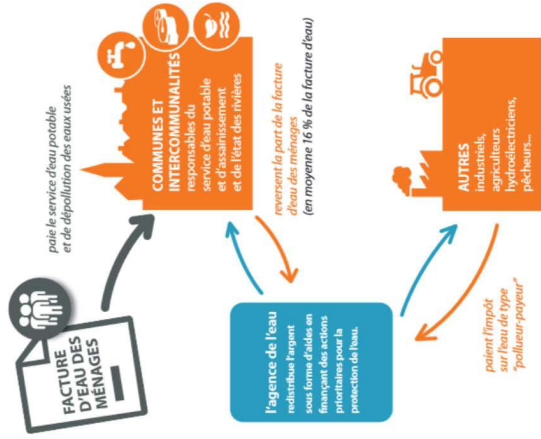 FACTURE
D'EAU DES
MÉNAGES
paie le service d'eau potable
et de dépollution des eaux usées
COMMUNES ET
INTERCOMMUNALITÉS
responsables du
service d'eau potable
et d'assainissement
et de l'état des rivières
reversent la part de la facture
d'eau des ménages
(en moyenne 16 % de la facture d'eau)
l'agence de l'eau
redistribue l'argent
sous forme d'aides en
finançant des actions
prioritaires pour la
protection de l'eau.
paient l'impôt
sur l'eau de type
"pollueur-payeur"
AUTRES
industriels,
agriculteurs
hydroélectriciens,
pêcheurs...